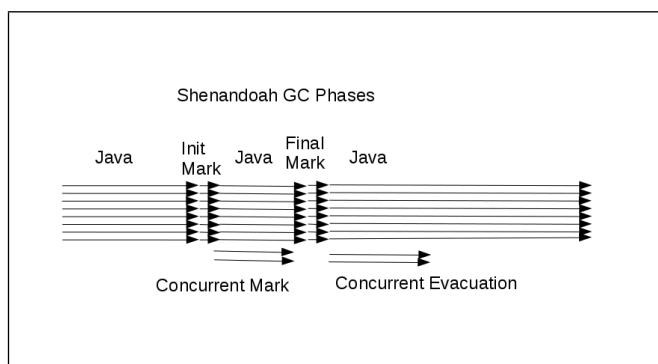 Shenandoah GC Phases
Java
Init
Mark
Java
Final
Mark
Java
Concurrent Mark
Concurrent Evacuation